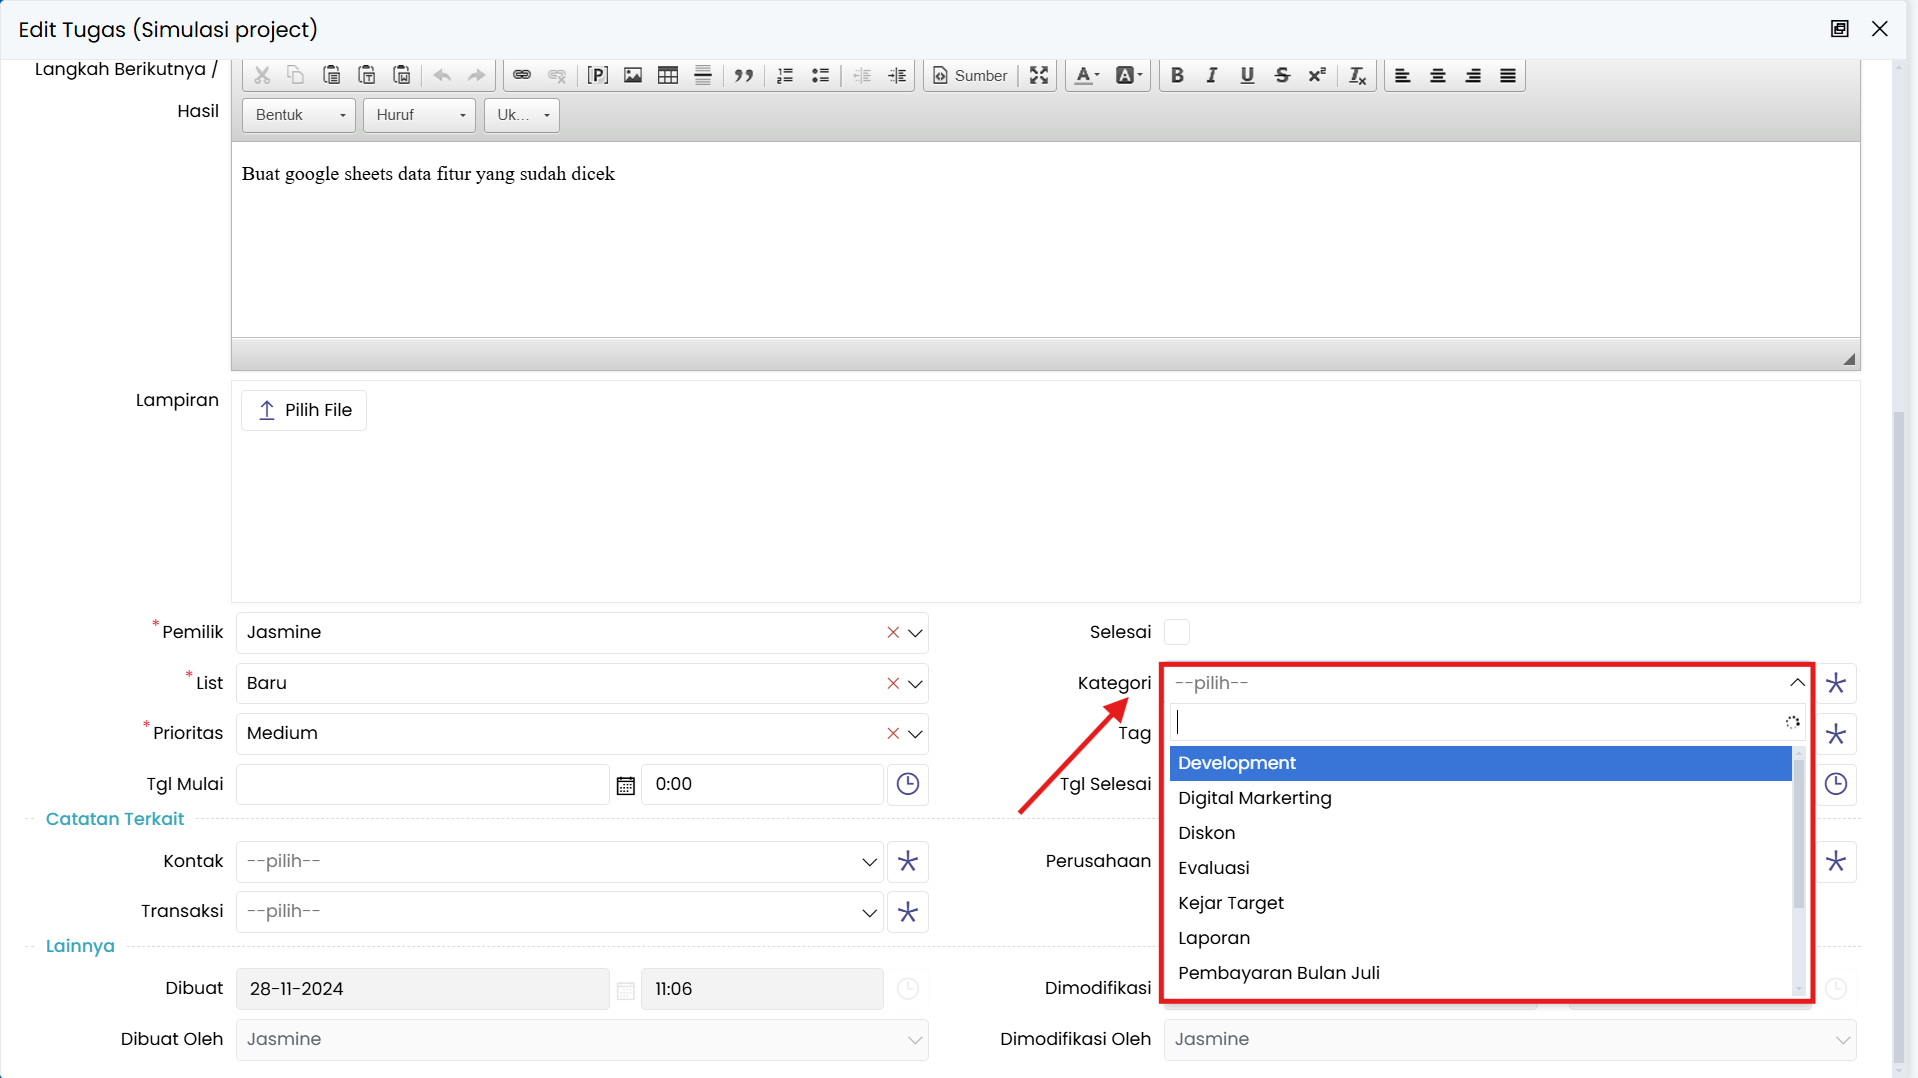 Edit Tugas (Simulasi project)
Langkah Berikutnya /
Hasil
Sumber
Bentuk
Huruf
Uk...
Buat google sheets data fitur yang sudah dicek
Lampiran
Pilih File
*Pemilik
Jasmine
Selesai
*List
Baru
Kategori
--pilih--
*Prioritas
Medium
Tag
Development
Tgl Mulai
0:00
Tgl Selesai
Digital Markerting
Catatan Terkait
Diskon
Kontak
--pilih--
Perusahaan
Evaluasi
Kejar Target
Transaksi
--pilih--
Laporan
Lainnya
Pembayaran Bulan Juli
Dibuat
28-11-2024
11:06
Dimodifikasi
Dibuat Oleh
Jasmine
Dimodifikasi Oleh
Jasmine